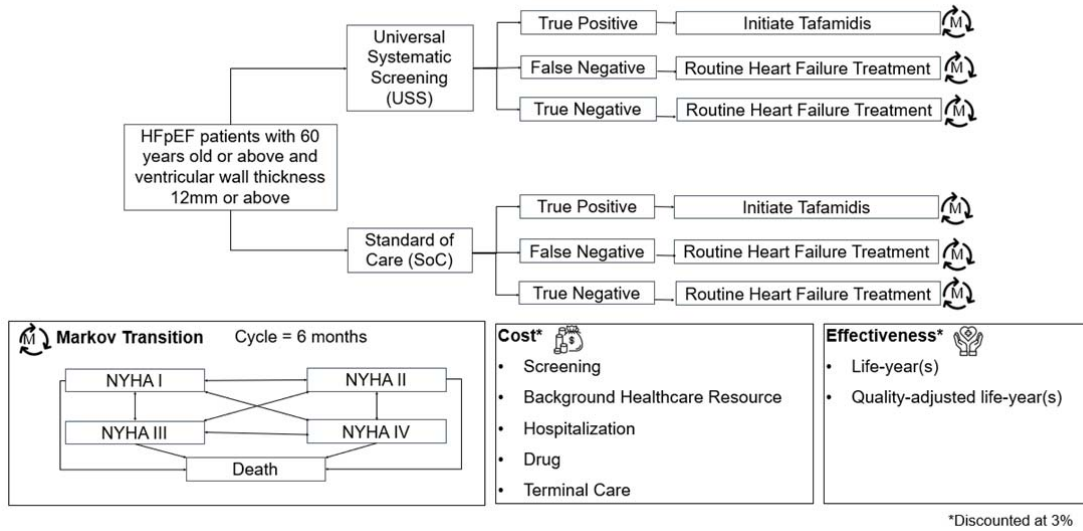 Universal
Systematic
Screening
(USS)
True Positive
Initiate Tafamidis
M
False Negative
Routine Heart Failure Treatment
M
True Negative
Routine Heart Failure Treatment
M
HFpEF patients with 60
years old or above and
ventricular wall thickness
12mm or above
Standard of
Care (SoC)
True Positive
Initiate Tafamidis
M
False Negative
Routine Heart Failure Treatment
M
True Negative
Routine Heart Failure Treatment
M
M Markov Transition Cycle = 6 months
NYHA I
NYHA II
NYHA III
NYHA IV
Death
Cost*
$
• Screening
• Background Healthcare Resource
• Hospitalization
• Drug
• Terminal Care
Effectiveness*
• Life-year(s)
• Quality-adjusted life-year(s)
*Discounted at 3%